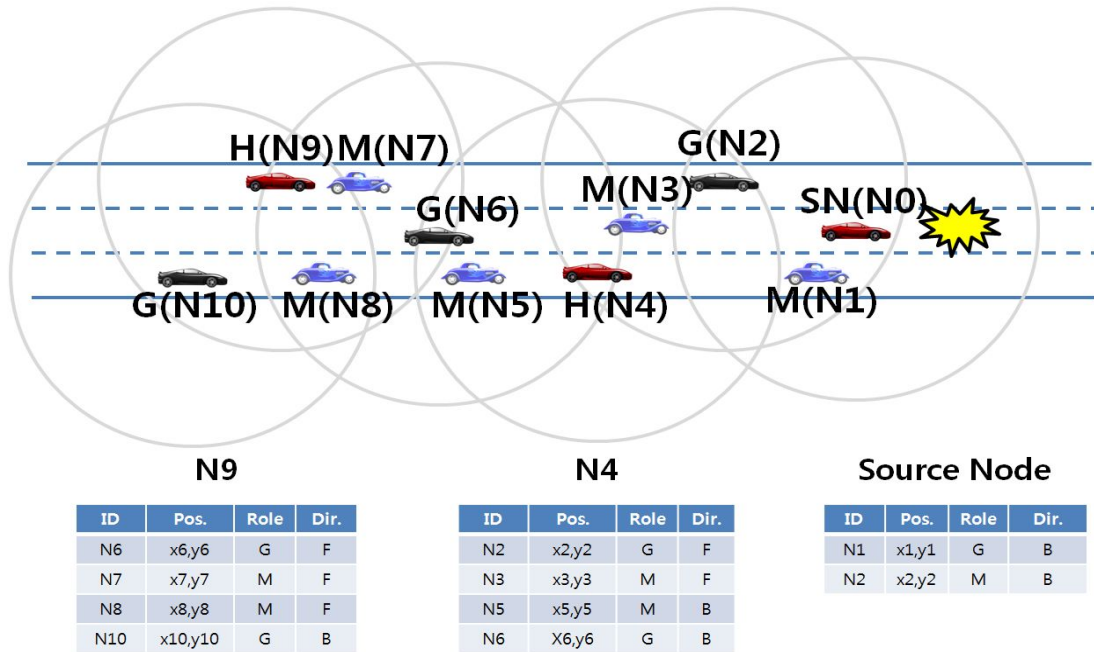 H(N9) M(N7)
G(N2)
M(N3)
SN(N0)
G(N6)
G(N10)
M(N8)
M(N5)
H(N4)
M(N1)
N9
ID Pos. Role Dir.
N6 x6,y6 G F
N7 x7,y7 M F
N8 x8,y8 M F
N10 x10,y10 G B
N4
ID Pos. Role Dir.
N2 x2,y2 G F
N3 x3,y3 M F
N5 x5,y5 M B
N6 X6,y6 G B
Source Node
ID Pos. Role Dir.
N1 x1,y1 G B
N2 x2,y2 M B